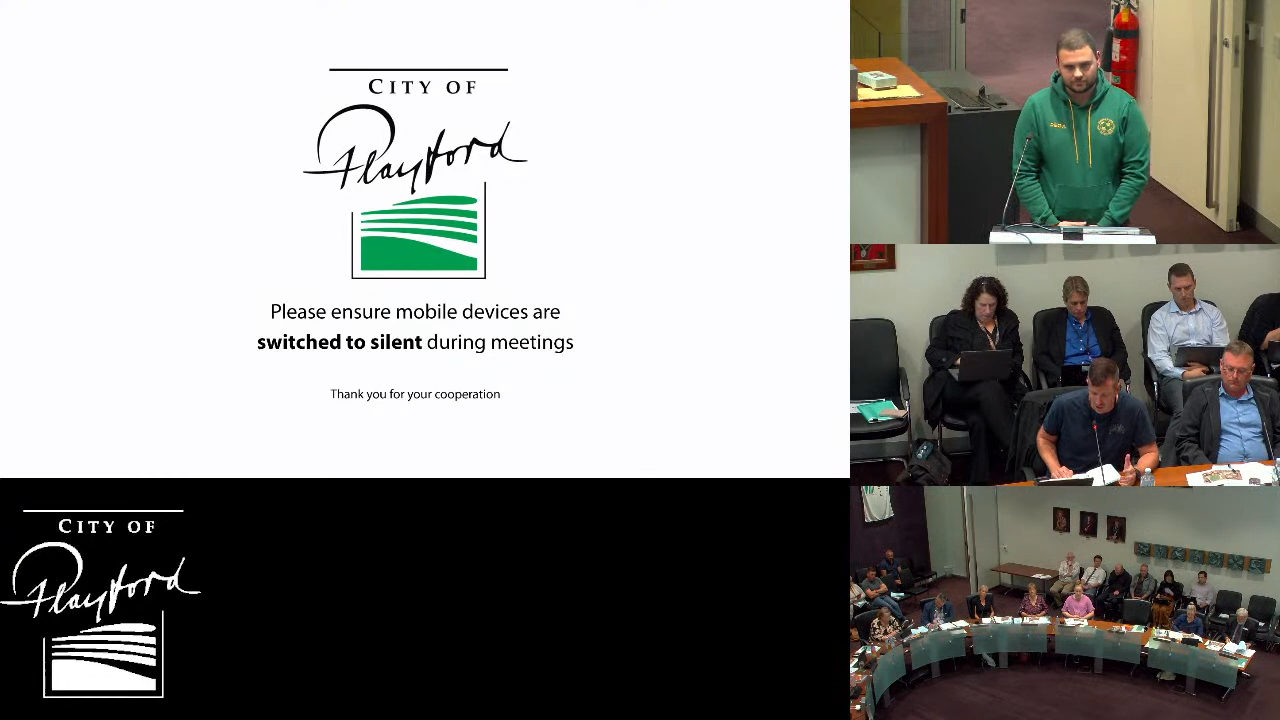 CITY OF
Playford
Please ensure mobile devices are
switched to silent during meetings
Thank you for your cooperation
CITY OF
Playford